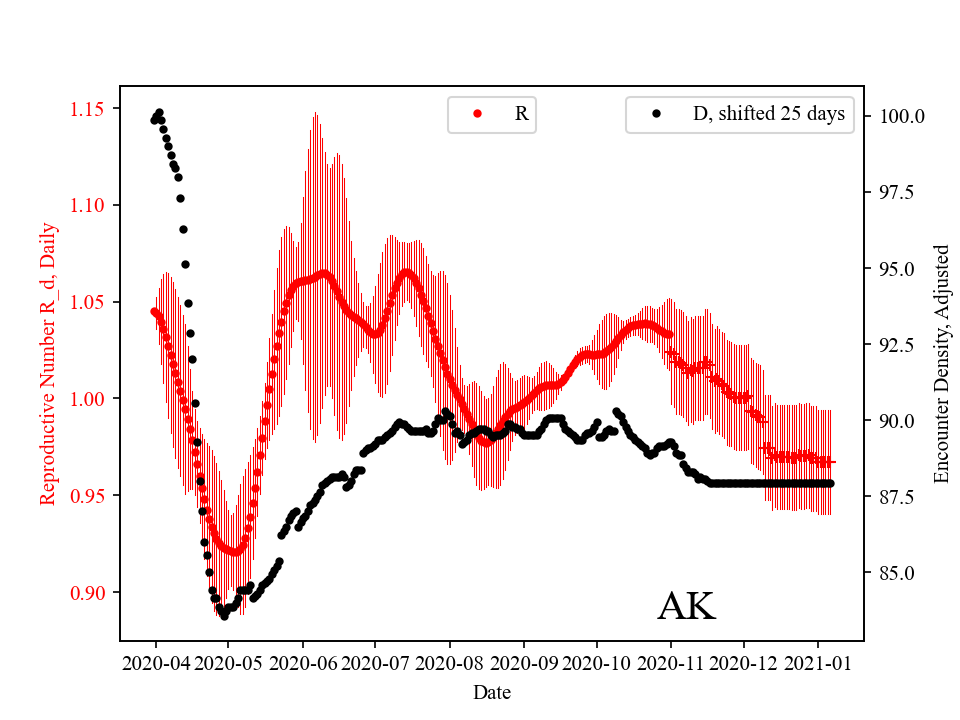 R
D, shifted 25 days
1.15
1.10
1.05
1.00
0.95
0.90
Reproductive Number R_d, Daily
100.0
97.5
95.0
92.5
90.0
87.5
85.0
Encounter Density, Adjusted
AK
2020-04 2020-05 2020-06 2020-07 2020-08 2020-09 2020-10 2020-11 2020-12 2021-01
Date